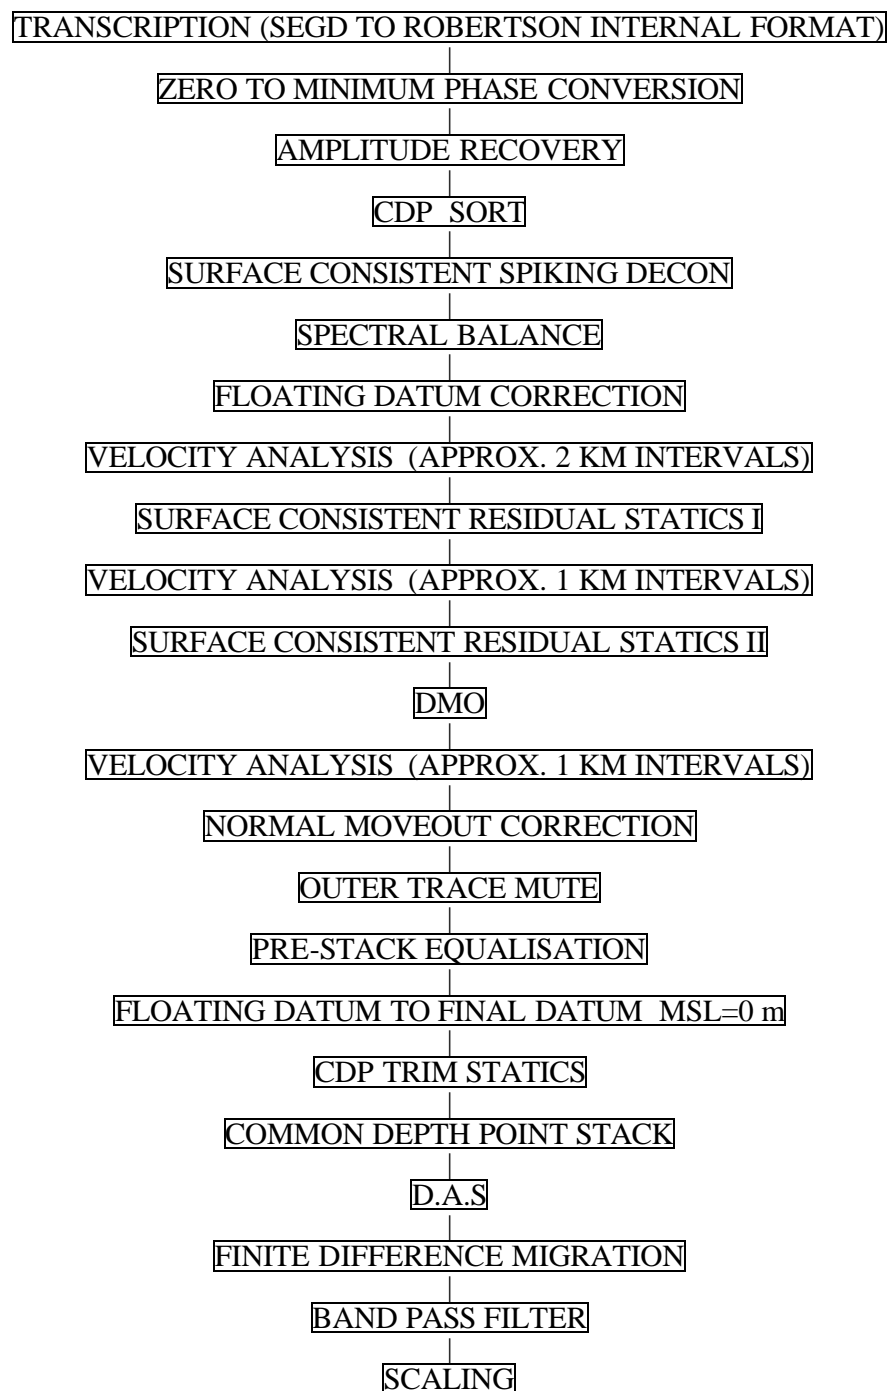 TRANSCRIPTION (SEGD TO ROBERTSON INTERNAL FORMAT)
ZERO TO MINIMUM PHASE CONVERSION
AMPLITUDE RECOVERY
CDP SORT
SURFACE CONSISTENT SPIKING DECON
SPECTRAL BALANCE
FLOATING DATUM CORRECTION
VELOCITY ANALYSIS (APPROX. 2 KM INTERVALS)
SURFACE CONSISTENT RESIDUAL STATICS I
VELOCITY ANALYSIS (APPROX. 1 KM INTERVALS)
SURFACE CONSISTENT RESIDUAL STATICS II
DMO
VELOCITY ANALYSIS (APPROX. 1 KM INTERVALS)
NORMAL MOVEOUT CORRECTION
OUTER TRACE MUTE
PRE-STACK EQUALISATION
FLOATING DATUM TO FINAL DATUM MSL=0 m
CDP TRIM STATICS
COMMON DEPTH POINT STACK
D.A.S
FINITE DIFFERENCE MIGRATION
BAND PASS FILTER
SCALING